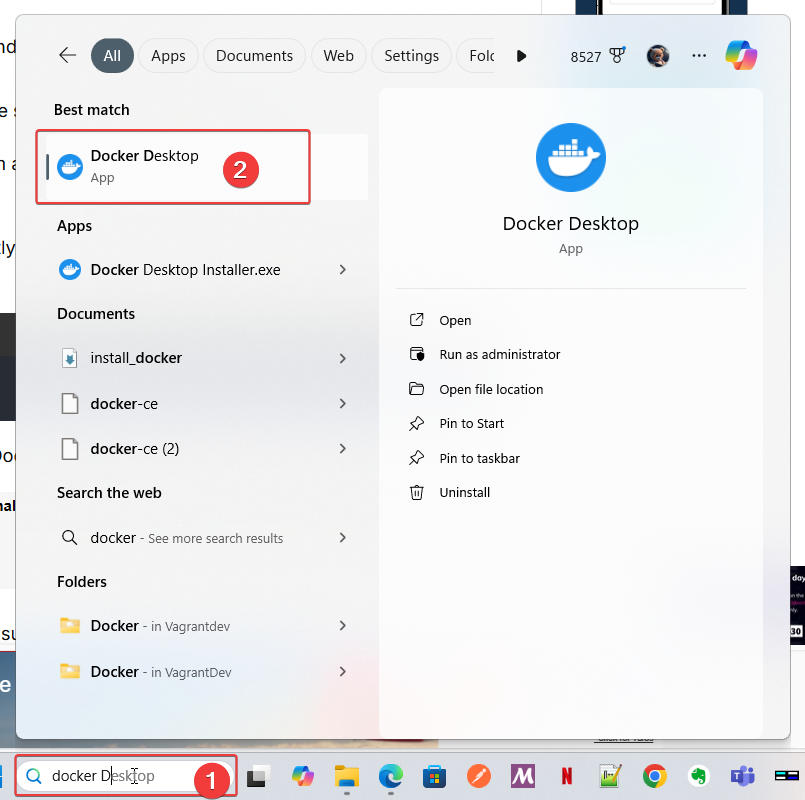 All
Apps
Documents
Web
Settings
8527
Best match
Docker Desktop
App
2
Apps
Docker Desktop Installer.exe
Documents
install_docker
docker-ce
docker-ce (2)
Search the web
docker - See more search results
Folders
Docker - in Vagrantdev
Docker - in VagrantDev
Docker Desktop
App
Open
Run as administrator
Open file location
Pin to Start
Pin to taskbar
Uninstall
day
30
docker Desktop
1